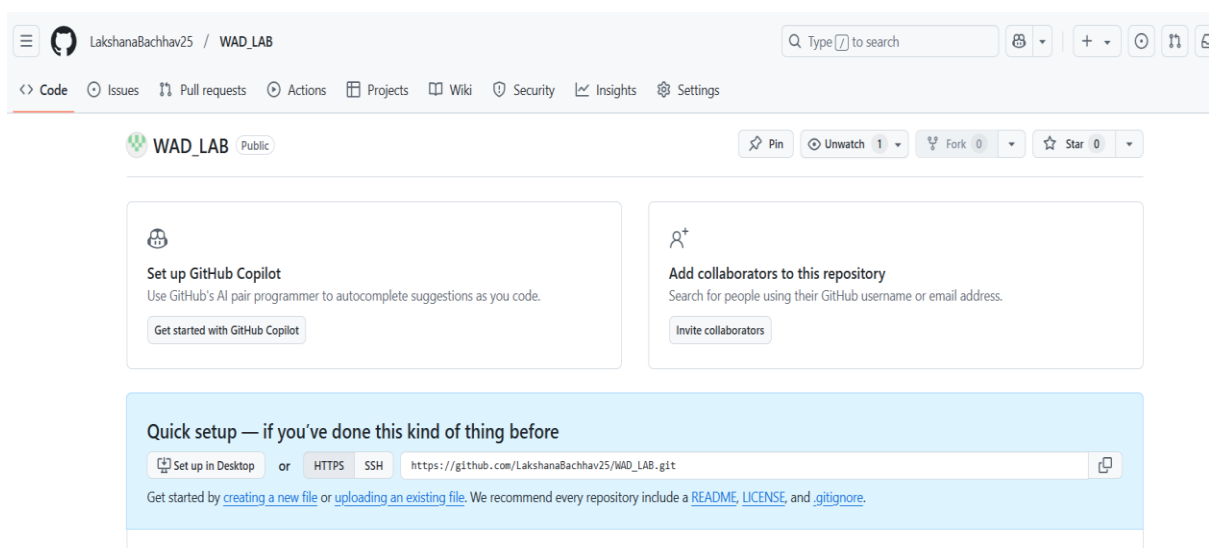 LakshanaBachhav25 / WAD_LAB
Type / to search
Code Issues Pull requests Actions Projects Wiki Security Insights Settings
WAD_LAB Public
Pin Unwatch 1 Fork 0 Star 0
Set up GitHub Copilot
Use GitHub's AI pair programmer to autocomplete suggestions as you code.
Get started with GitHub Copilot
Add collaborators to this repository
Search for people using their GitHub username or email address.
Invite collaborators
Quick setup — if you've done this kind of thing before
Set up in Desktop or HTTPS SSH https://github.com/LakshanaBachhav25/WAD_LAB.git
Get started by creating a new file or uploading an existing file. We recommend every repository include a README, LICENSE, and .gitignore.